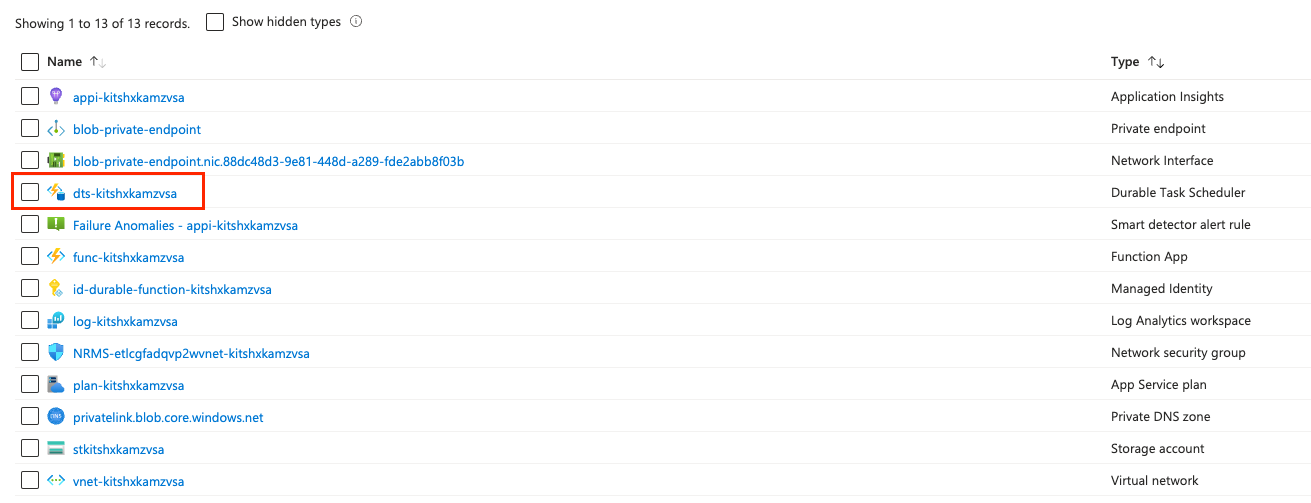 Showing 1 to 13 of 13 records. Show hidden types
Name Type
appi-kitshxkamzvsa Application Insights
blob-private-endpoint Private endpoint
blob-private-endpoint.nic.88dc48d3-9e81-448d-a289-fde2abb8f03b Network Interface
dts-kitshxkamzvsa Durable Task Scheduler
Failure Anomalies - appi-kitshxkamzvsa Smart detector alert rule
func-kitshxkamzvsa Function App
id-durable-function-kitshxkamzvsa Managed Identity
log-kitshxkamzvsa Log Analytics workspace
NRMS-etlcgfadqvp2wvnet-kitshxkamzvsa Network security group
plan-kitshxkamzvsa App Service plan
DNS privatelink.blob.core.windows.net Private DNS zone
stkitshxkamzvsa Storage account
vnet-kitshxkamzvsa Virtual network